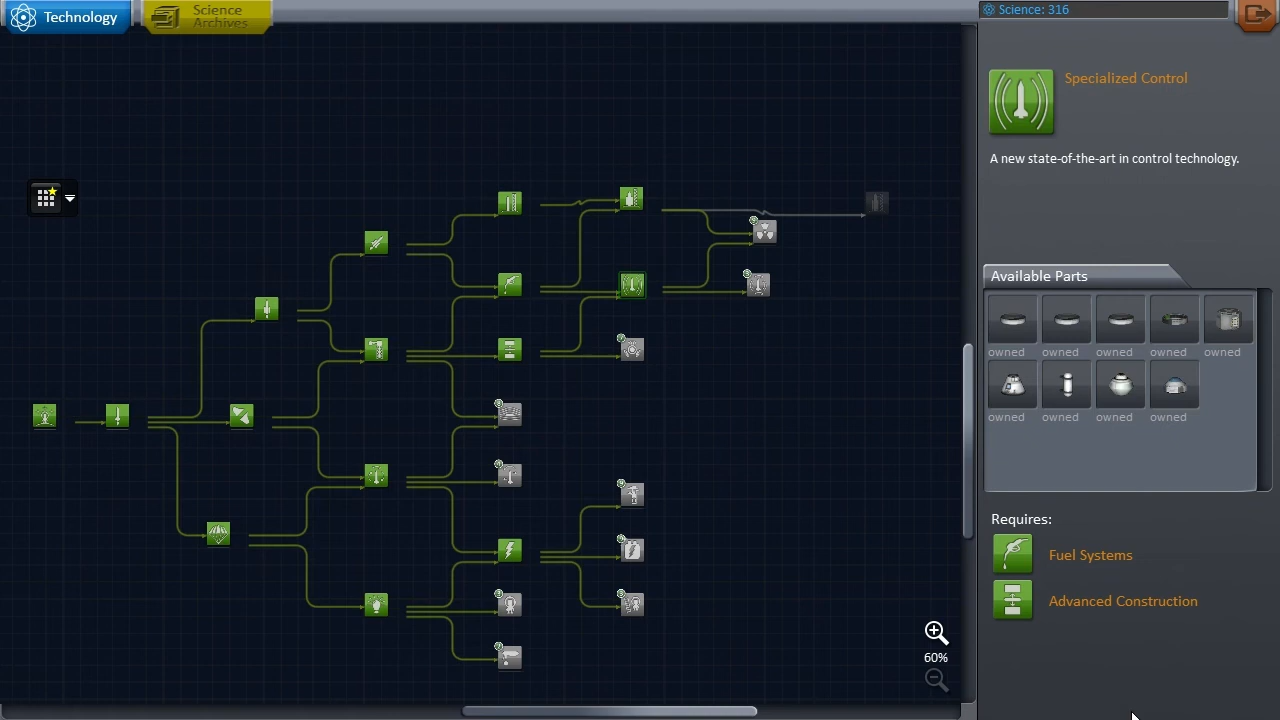 Technology
Science
Archives
Science: 316
Specialized Control
A new state-of-the-art in control technology.
Available Parts
owned owned owned owned owned
owned owned owned owned
Requires:
Fuel Systems
Advanced Construction
60%